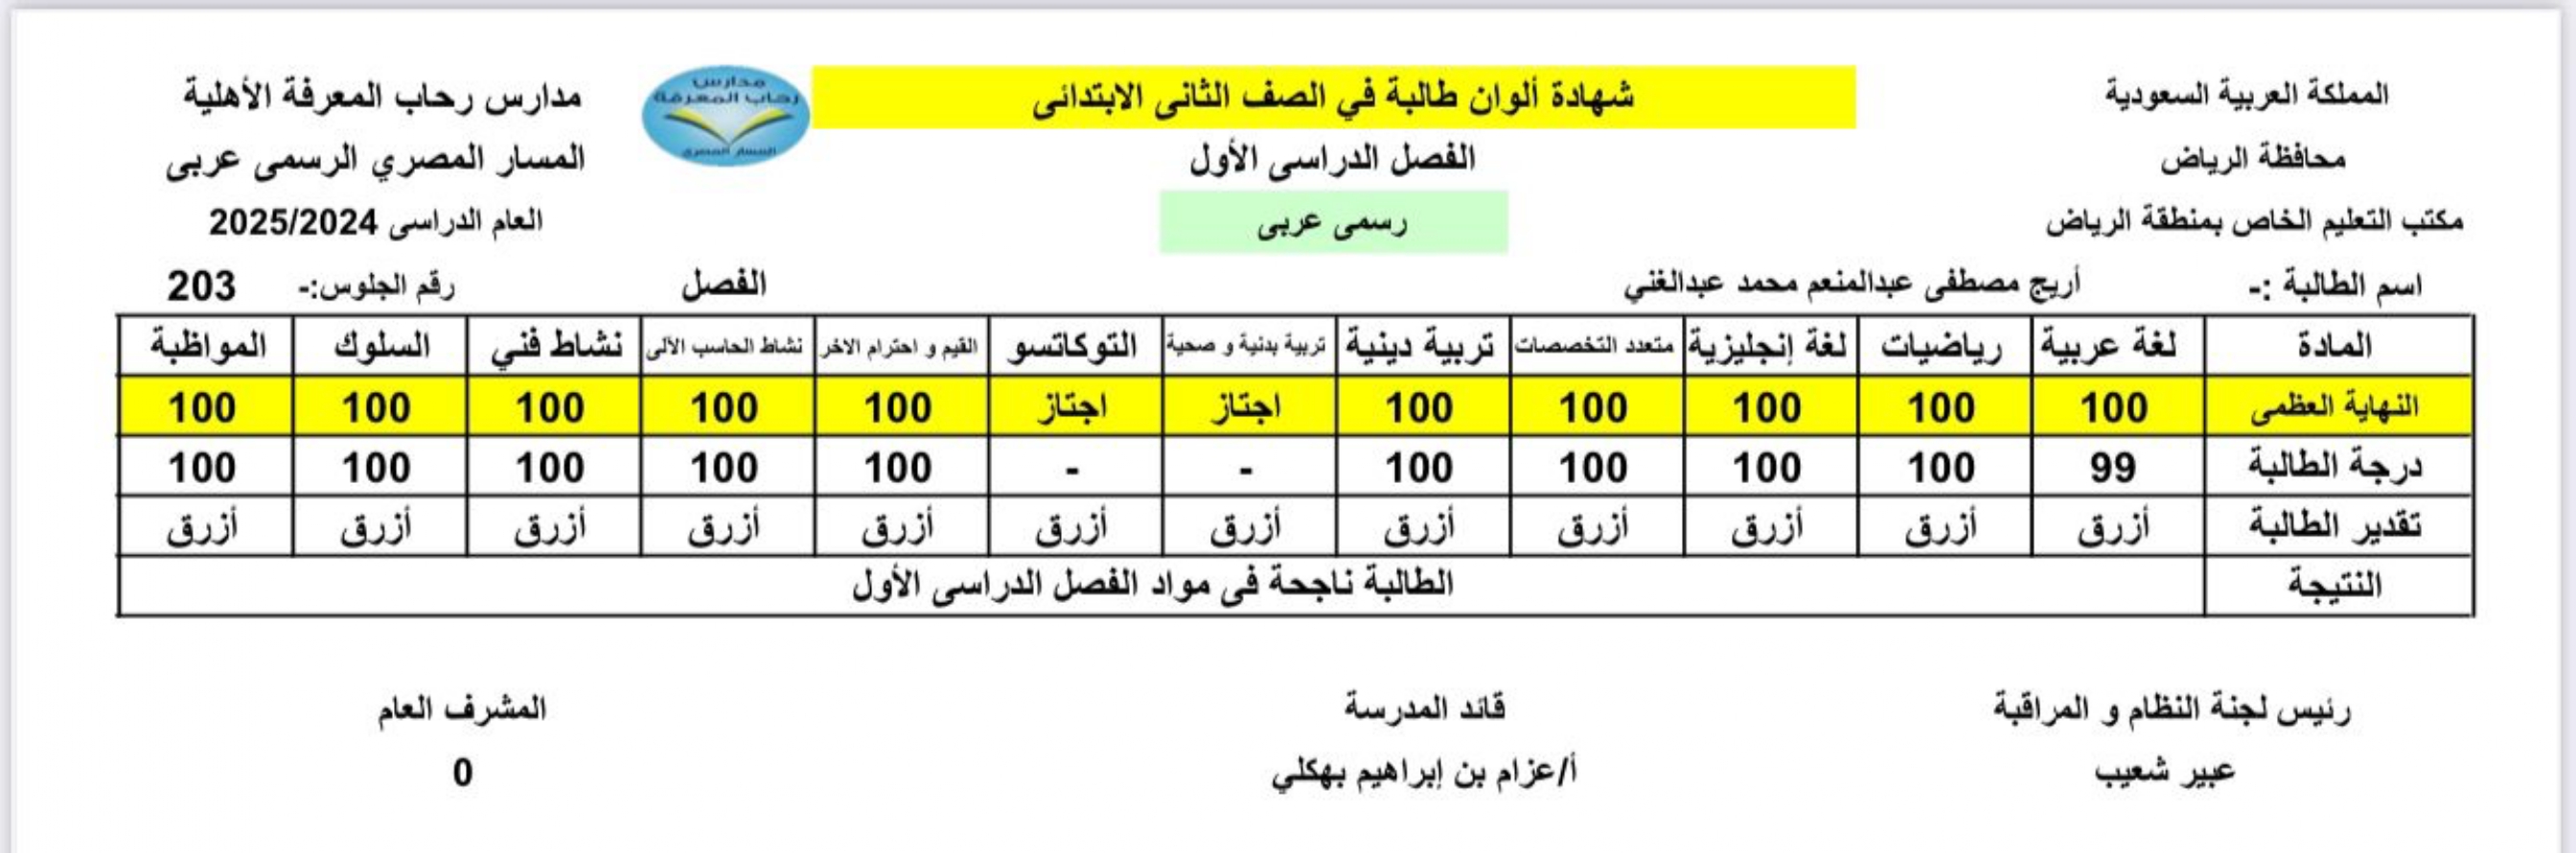 المملكة العربية السعودية
شهادة ألوان طالبة في الصف الثانى الابتدائى
مدارس رحاب المعرفة
المسار المصري
مدارس رحاب المعرفة الأهلية
محافظة الرياض
الفصل الدراسى الأول
المسار المصري الرسمى عربى
مكتب التعليم الخاص بمنطقة الرياض
رسمى عربى
العام الدراسى 2025/2024
اسم الطالبة :- أريج مصطفى عبدالمنعم محمد عبدالغني الفصل رقم الجلوس:- 203
المادة لغة عربية رياضيات لغة إنجليزية متعدد التخصصات تربية دينية تربية بدنية و صحية التوكاتسو القيم و احترام الاخر نشاط الحاسب الآلى نشاط فني السلوك المواظبة
النهاية العظمى 100 100 100 100 100 اجتاز اجتاز 100 100 100 100 100
درجة الطالبة 99 100 100 100 100 - - 100 100 100 100 100
تقدير الطالبة أزرق أزرق أزرق أزرق أزرق أزرق أزرق أزرق أزرق أزرق أزرق أزرق
النتيجة الطالبة ناجحة فى مواد الفصل الدراسى الأول
رئيس لجنة النظام و المراقبة قائد المدرسة المشرف العام
عبير شعيب أ/عزام بن إبراهيم بهكلي 0